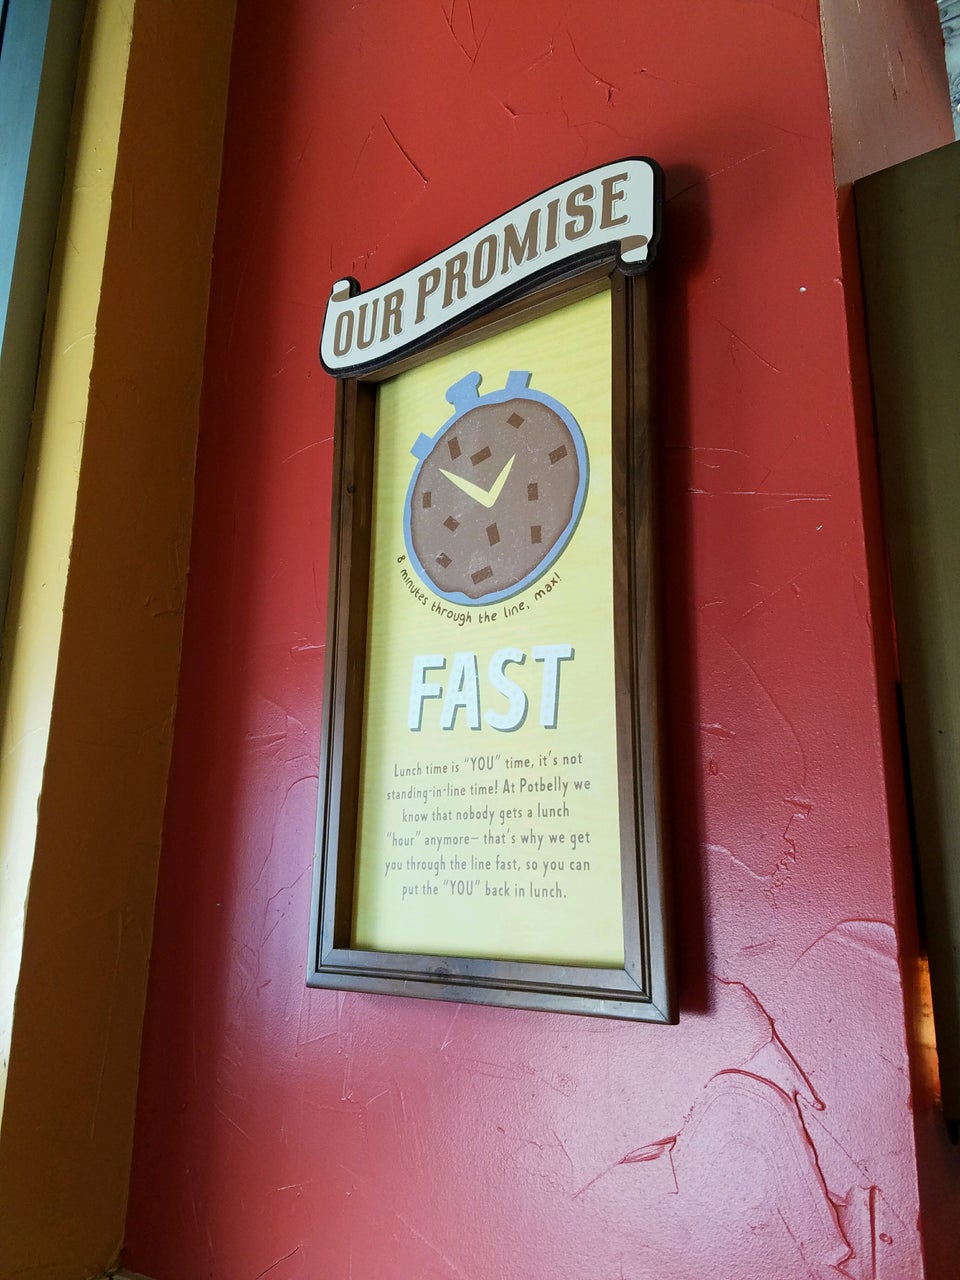 OUR PROMISE
8 minutes through the line, max!
FAST
Lunch time is “YOU” time, it’s not
standing-in-line time! At Potbelly we
know that nobody gets a lunch
“hour” anymore— that’s why we get
you through the line fast, so you can
put the “YOU” back in lunch.